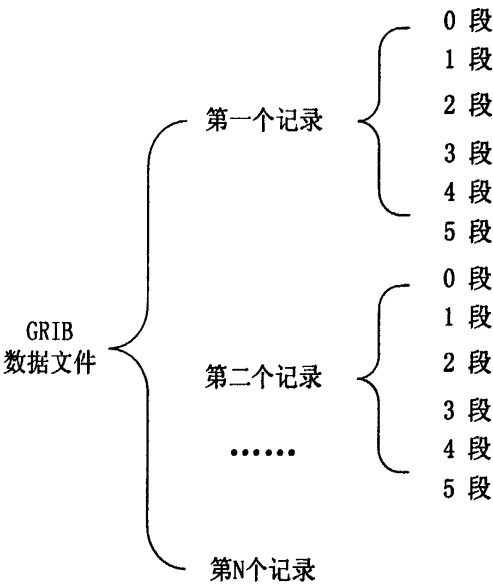 GRIB
数据文件
第一个记录
0 段
1 段
2 段
3 段
4 段
5 段
第二个记录
0 段
1 段
2 段
3 段
4 段
5 段
••••••
第N个记录